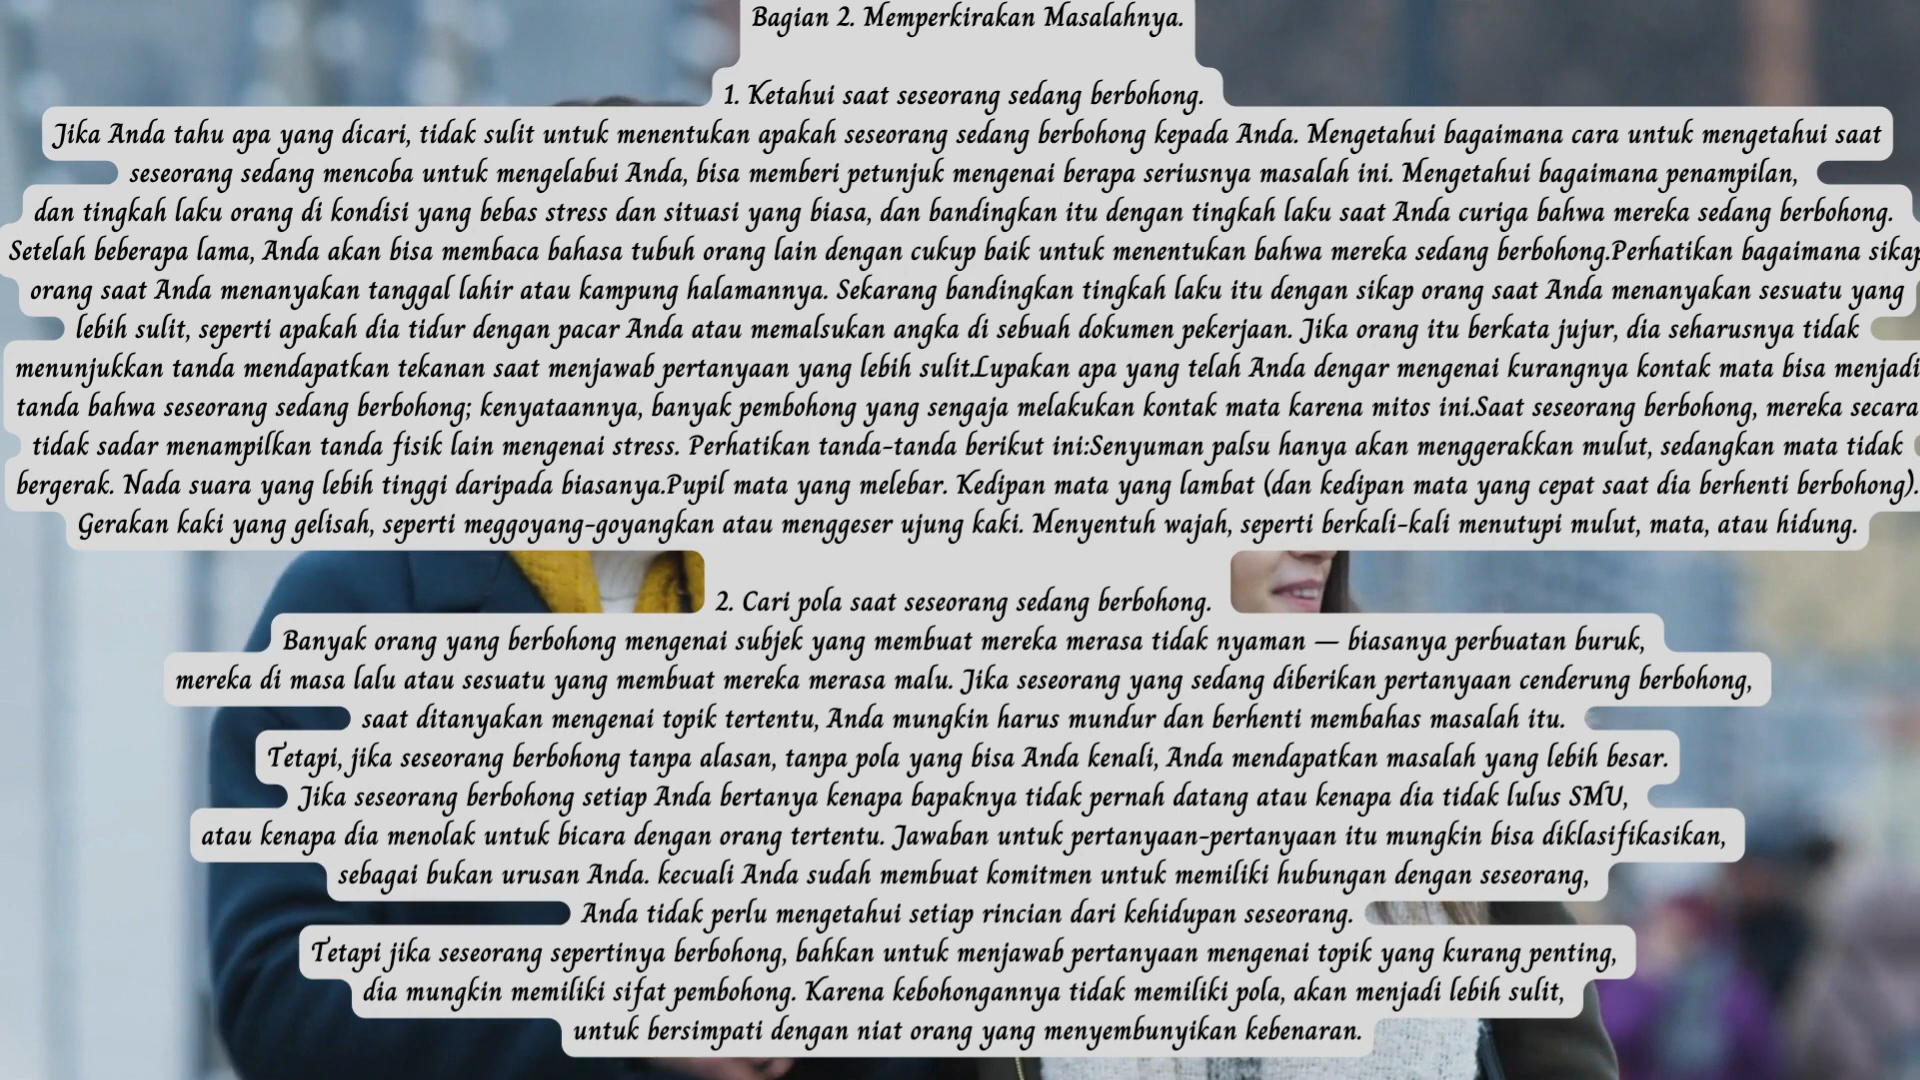 Bagian 2. Memperkirakan Masalahnya.
1. Ketahui saat seseorang sedang berbohong.
Jika Anda tahu apa yang dicari, tidak sulit untuk menentukan apakah seseorang sedang berbohong kepada Anda. Mengetahui bagaimana cara untuk mengetahui saat
seseorang sedang mencoba untuk mengelabui Anda, bisa memberi petunjuk mengenai berapa seriusnya masalah ini. Mengetahui bagaimana penampilan,
dan tingkah laku orang di kondisi yang bebas stress dan situasi yang biasa, dan bandingkan itu dengan tingkah laku saat Anda curiga bahwa mereka sedang berbohong.
Setelah beberapa lama, Anda akan bisa membaca bahasa tubuh orang lain dengan cukup baik untuk menentukan bahwa mereka sedang berbohong.Perhatikan bagaimana sikap
orang saat Anda menanyakan tanggal lahir atau kampung halamannya. Sekarang bandingkan tingkah laku itu dengan sikap orang saat Anda menanyakan sesuatu yang
lebih sulit, seperti apakah dia tidur dengan pacar Anda atau memalsukan angka di sebuah dokumen pekerjaan. Jika orang itu berkata jujur, dia seharusnya tidak
menunjukkan tanda mendapatkan tekanan saat menjawab pertanyaan yang lebih sulit.Lupakan apa yang telah Anda dengar mengenai kurangnya kontak mata bisa menjadi
tanda bahwa seseorang sedang berbohong; kenyataannya, banyak pembohong yang sengaja melakukan kontak mata karena mitos ini.Saat seseorang berbohong, mereka secara
tidak sadar menampilkan tanda fisik lain mengenai stress. Perhatikan tanda-tanda berikut ini:Senyuman palsu hanya akan menggerakkan mulut, sedangkan mata tidak
bergerak. Nada suara yang lebih tinggi daripada biasanya.Pupil mata yang melebar. Kedipan mata yang lambat (dan kedipan mata yang cepat saat dia berhenti berbohong).
Gerakan kaki yang gelisah, seperti meggoyang-goyangkan atau menggeser ujung kaki. Menyentuh wajah, seperti berkali-kali menutupi mulut, mata, atau hidung.
2. Cari pola saat seseorang sedang berbohong.
Banyak orang yang berbohong mengenai subjek yang membuat mereka merasa tidak nyaman — biasanya perbuatan buruk,
mereka di masa lalu atau sesuatu yang membuat mereka merasa malu. Jika seseorang yang sedang diberikan pertanyaan cenderung berbohong,
saat ditanyakan mengenai topik tertentu, Anda mungkin harus mundur dan berhenti membahas masalah itu.
Tetapi, jika seseorang berbohong tanpa alasan, tanpa pola yang bisa Anda kenali, Anda mendapatkan masalah yang lebih besar.
Jika seseorang berbohong setiap Anda bertanya kenapa bapaknya tidak pernah datang atau kenapa dia tidak lulus SMU,
atau kenapa dia menolak untuk bicara dengan orang tertentu. Jawaban untuk pertanyaan-pertanyaan itu mungkin bisa diklasifikasikan,
sebagai bukan urusan Anda. kecuali Anda sudah membuat komitmen untuk memiliki hubungan dengan seseorang,
Anda tidak perlu mengetahui setiap rincian dari kehidupan seseorang.
Tetapi jika seseorang sepertinya berbohong, bahkan untuk menjawab pertanyaan mengenai topik yang kurang penting,
dia mungkin memiliki sifat pembohong. Karena kebohongannya tidak memiliki pola, akan menjadi lebih sulit,
untuk bersimpati dengan niat orang yang menyembunyikan kebenaran.